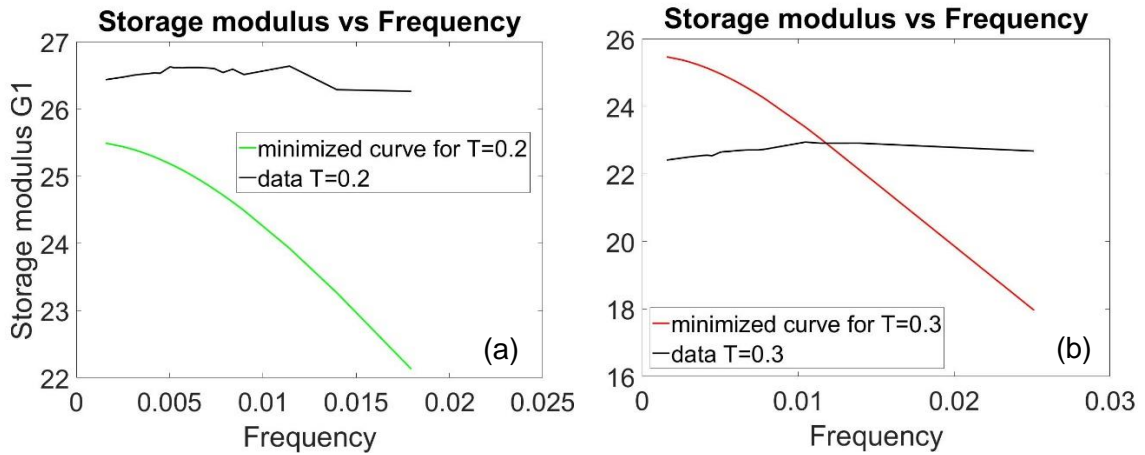 Storage modulus vs Frequency
27
26
25
24
23
22
Storage modulus G1
minimized curve for T=0.2
data T=0.2
(a)
0 0.005 0.01 0.015 0.02 0.025
Frequency
Storage modulus vs Frequency
26
24
22
20
18
16
minimized curve for T=0.3
data T=0.3
(b)
0 0.01 0.02 0.03
Frequency